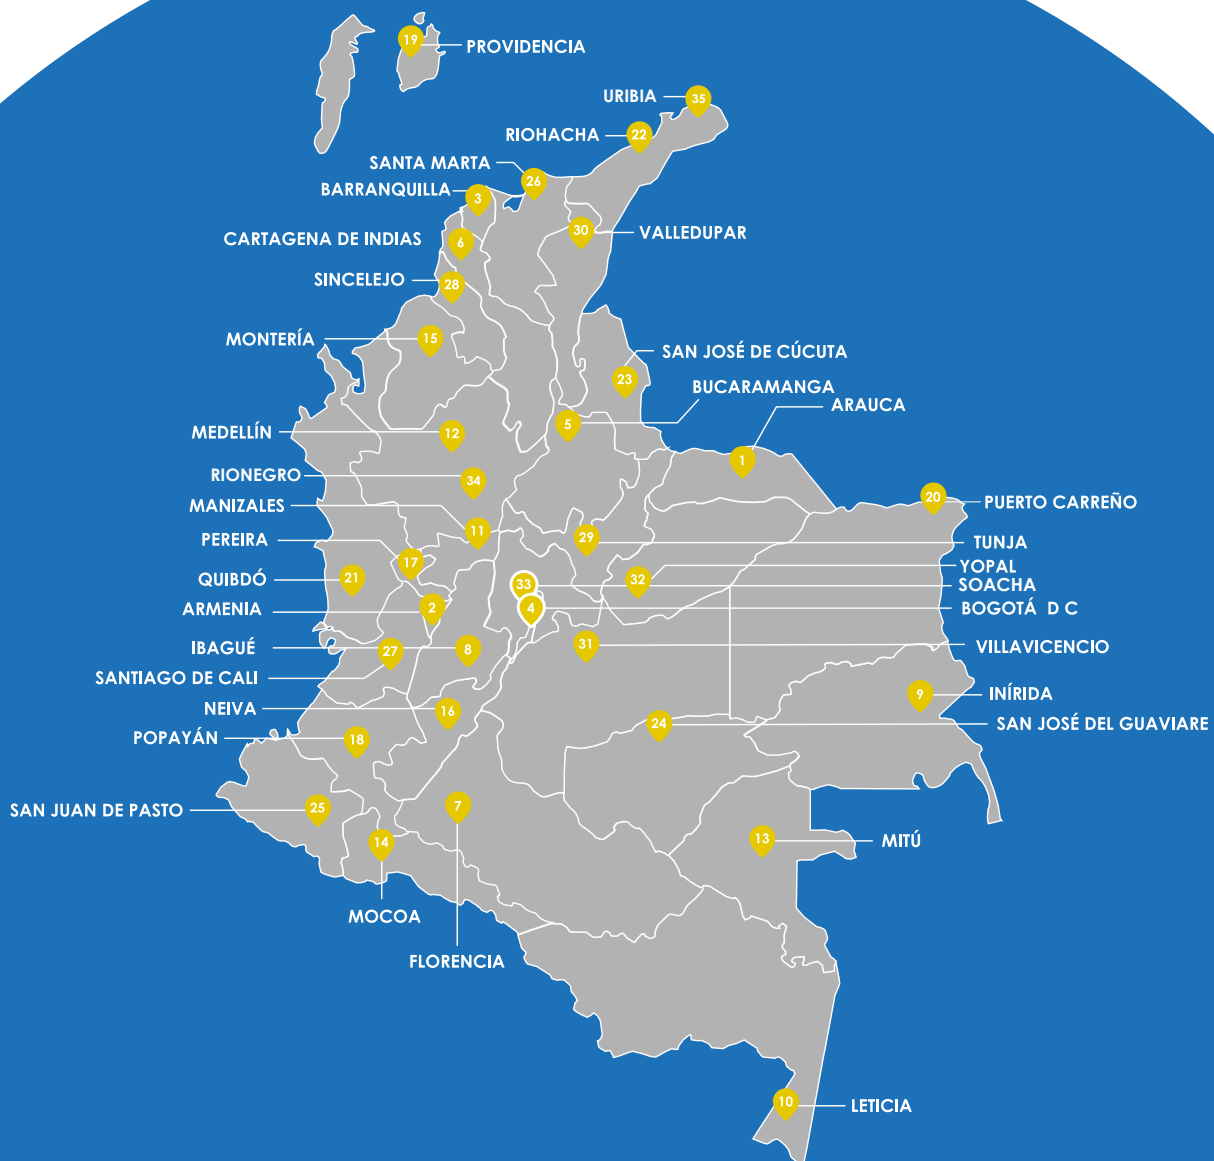 19 PROVIDENCIA
URIBIA 35
RIOHACHA 22
SANTA MARTA 26
BARRANQUILLA 3
30 VALLEDUPAR
CARTAGENA DE INDIAS 6
SINCELEJO 28
MONTERÍA 15
SAN JOSÉ DE CÚCUTA
23
BUCARAMANGA
ARAUCA
5
MEDELLÍN 12
1
RIONEGRO 34
20 PUERTO CARREÑO
MANIZALES 11
PEREIRA 17
29 TUNJA
32 YOPAL
QUIBDÓ 21
33 SOACHA
ARMENIA 2
4 BOGOTÁ D C
IBAGUÉ 8
31 VILLAVICENCIO
SANTIAGO DE CALI 27
9 INÍRIDA
NEIVA 16
24 SAN JOSÉ DEL GUAVIARE
POPAYÁN 18
SAN JUAN DE PASTO 25
7
14
13 MITÚ
MOCOA
FLORENCIA
10 LETICIA